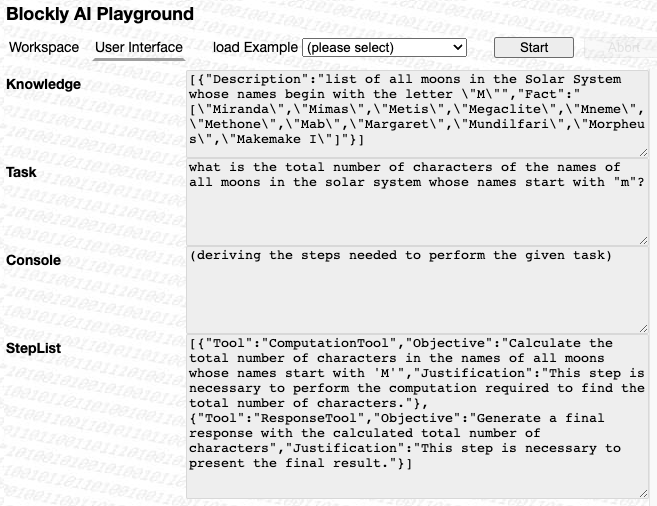 Blockly AI Playground
Workspace User Interface load Example (please select) Start Abort
Knowledge
[{"Description":"list of all moons in the Solar System
whose names begin with the letter \"M\"","Fact":"
[\"Miranda\",\"Mimas\",\"Metis\",\"Megaclite\",\"Mneme\",
\"Methone\",\"Mab\",\"Margaret\",\"Mundilfari\",\"Morpheu
s\",\"Makemake I\"]"}]
Task
what is the total number of characters of the names of
all moons in the solar system whose names start with "m"?
Console
(deriving the steps needed to perform the given task)
StepList
[{"Tool":"ComputationTool","Objective":"Calculate the
total number of characters in the names of all moons
whose names start with 'M'","Justification":"This step is
necessary to perform the computation required to find the
total number of characters."},
{"Tool":"ResponseTool","Objective":"Generate a final
response with the calculated total number of
characters","Justification":"This step is necessary to
present the final result."}]